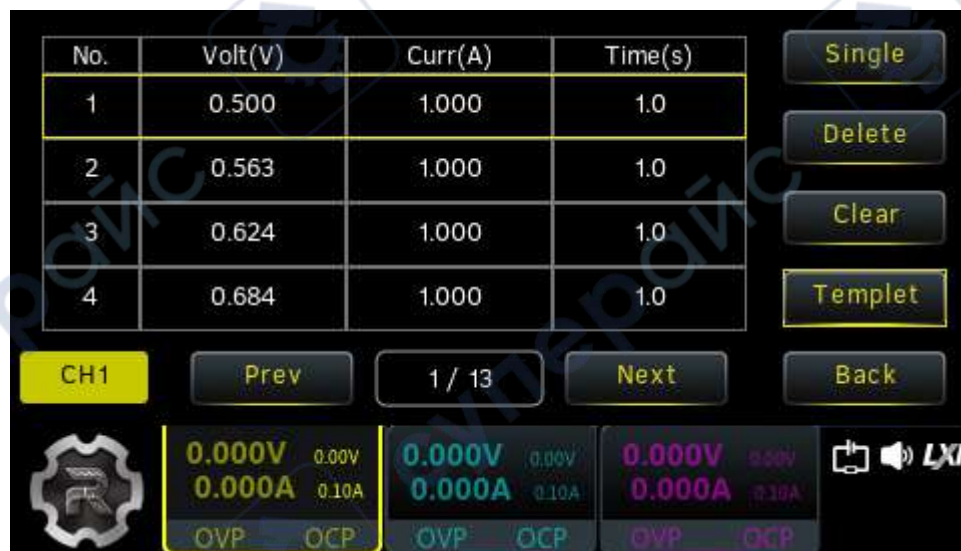 No. Volt(V) Curr(A) Time(s) Single
1 0.500 1.000 1.0
Delete
2 0.563 1.000 1.0
3 0.624 1.000 1.0 Clear
4 0.684 1.000 1.0 Templet
CH1 Prev 1 / 13 Next Back
0.000V 0.00V 0.000V 0.00V 0.000V 0.00V LXI
0.000A 0.10A 0.000A 0.10A 0.000A 0.10A
OVP OCP OVP OCP OVP OCP